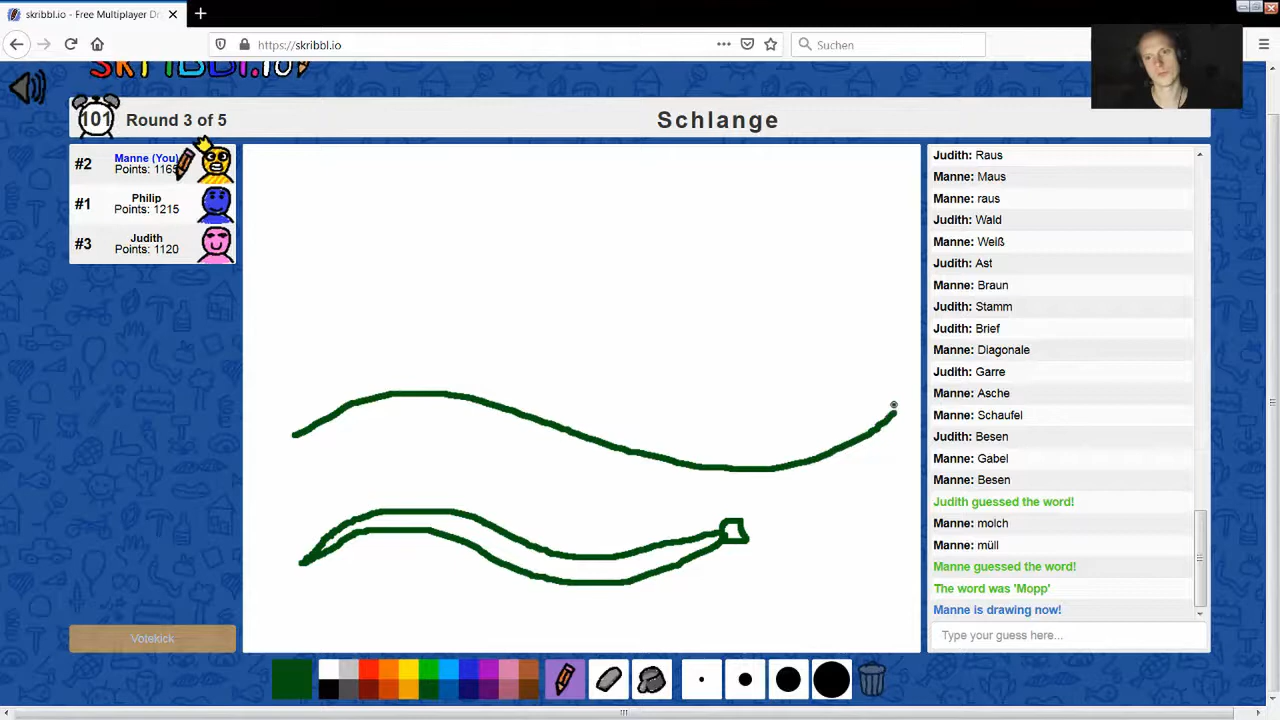 skribbl.io - Free Multiplayer Dr
https://skribbl.io
Suchen
skribbl.io
101
Round 3 of 5
Schlange
#2
Manne (You)
Points: 1165
#1
Philip
Points: 1215
#3
Judith
Points: 1120
Votekick
Judith: Raus
Manne: Maus
Manne: raus
Judith: Wald
Manne: Weiß
Judith: Ast
Manne: Braun
Judith: Stamm
Judith: Brief
Manne: Diagonale
Judith: Garre
Manne: Asche
Manne: Schaufel
Judith: Besen
Manne: Gabel
Manne: Besen
Judith guessed the word!
Manne: molch
Manne: müll
Manne guessed the word!
The word was 'Mopp'
Manne is drawing now!
Type your guess here...